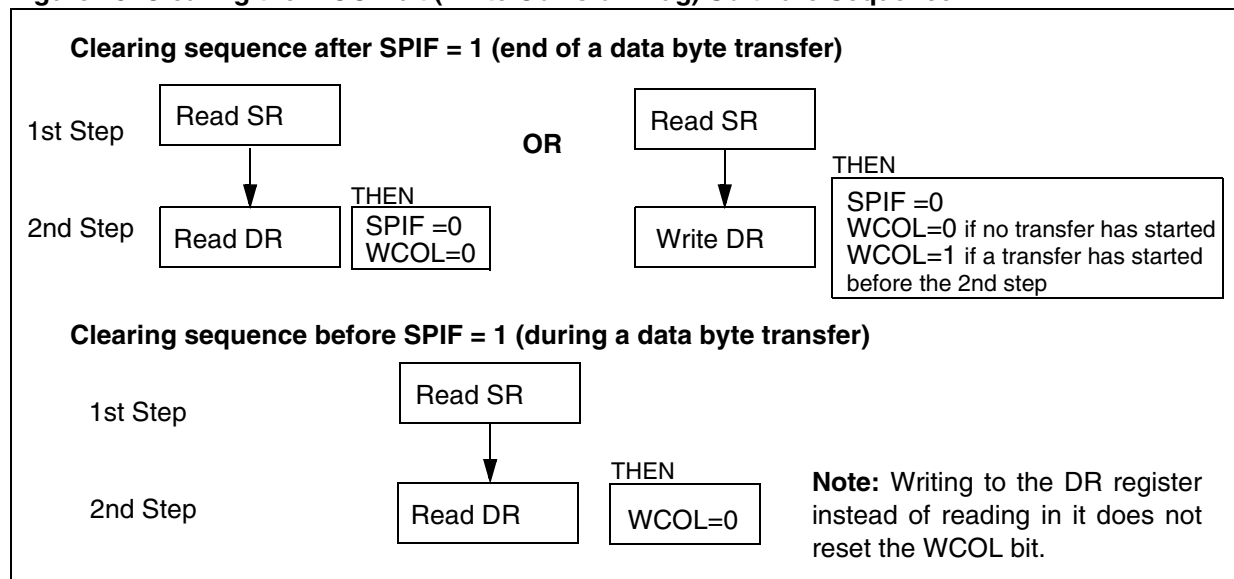 Clearing sequence after SPIF = 1 (end of a data byte transfer)
1st Step
Read SR
OR
Read SR
THEN
THEN
2nd Step
Read DR
SPIF =0
WCOL=0
Write DR
SPIF =0
WCOL=0 if no transfer has started
WCOL=1 if a transfer has started
before the 2nd step
Clearing sequence before SPIF = 1 (during a data byte transfer)
1st Step
Read SR
THEN
2nd Step
Read DR
WCOL=0
Note: Writing to the DR register
instead of reading in it does not
reset the WCOL bit.